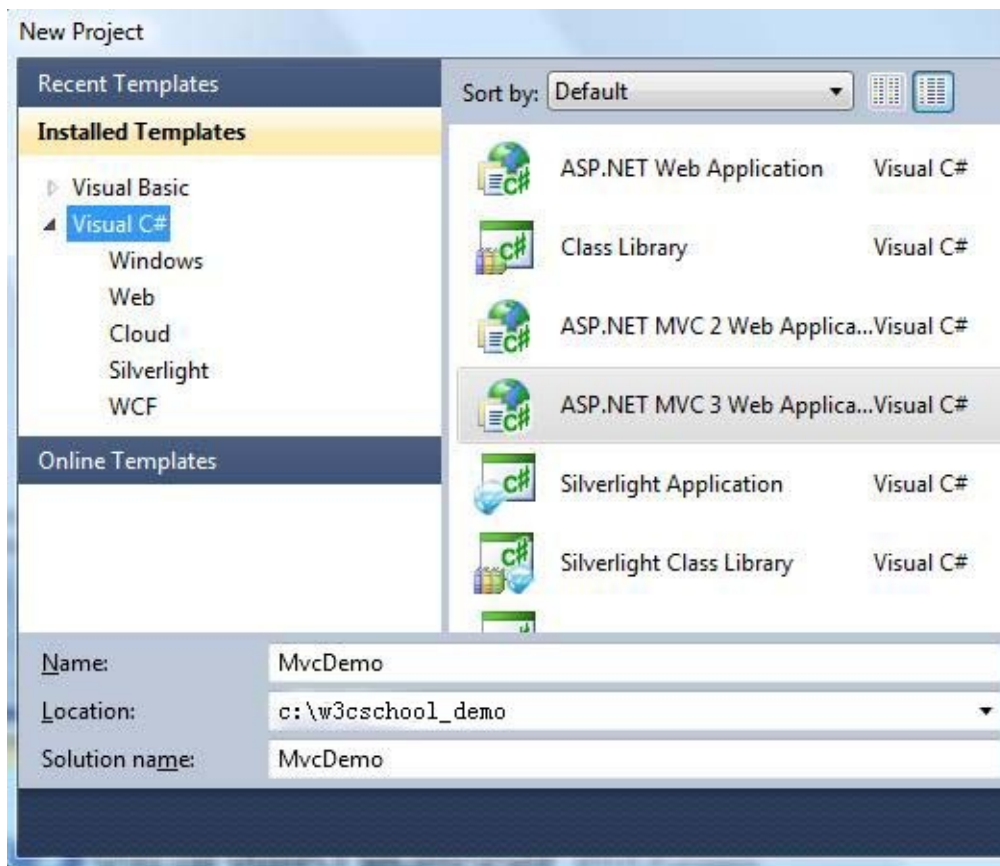 New Project
Recent Templates
Installed Templates
Visual Basic
Visual C#
Windows
Web
Cloud
Silverlight
WCF
Online Templates
Sort by: Default
ASP.NET Web Application Visual C#
Class Library Visual C#
ASP.NET MVC 2 Web Applica...Visual C#
ASP.NET MVC 3 Web Applica...Visual C#
Silverlight Application Visual C#
Silverlight Class Library Visual C#
Name: MvcDemo
Location: c:\w3cschool_demo
Solution name: MvcDemo